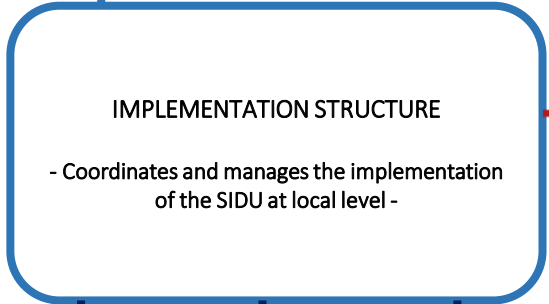 IMPLEMENTATION STRUCTURE
- Coordinates and manages the implementation
of the SIDU at local level -